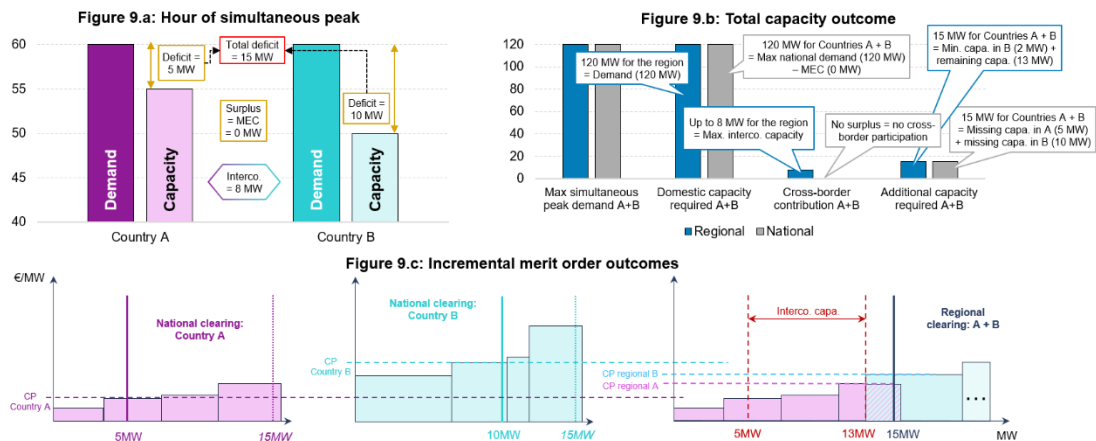 Figure 9.a: Hour of simultaneous peak
60
55
50
45
40
Demand
Capacity
Deficit =
5 MW
Total deficit
= 15 MW
Surplus
= MEC
= 0 MW
Interco.
= 8 MW
Demand
Capacity
Deficit =
10 MW
Country A
Country B
Figure 9.b: Total capacity outcome
120
100
80
60
40
20
0
120 MW for the region
= Demand (120 MW)
120 MW for Countries A + B
= Max national demand (120 MW)
– MEC (0 MW)
15 MW for Countries A + B
= Min. capa. in B (2 MW) +
remaining capa. (13 MW)
Up to 8 MW for the region
= Max. interco. capacity
No surplus = no cross-
border participation
15 MW for Countries A + B
= Missing capa. in A (5 MW)
+ missing capa. in B (10 MW)
Max simultaneous
peak demand A+B
Domestic capacity
required A+B
Cross-border
contribution A+B
Additional capacity
required A+B
Regional
National
Figure 9.c: Incremental merit order outcomes
€/MW
National clearing:
Country A
CP
Country A
5MW
15MW
National clearing:
Country B
CP
Country B
10MW
15MW
Interco. capa.
Regional
clearing: A + B
CP regional B
CP regional A
...
5MW
13MW
15MW
MW